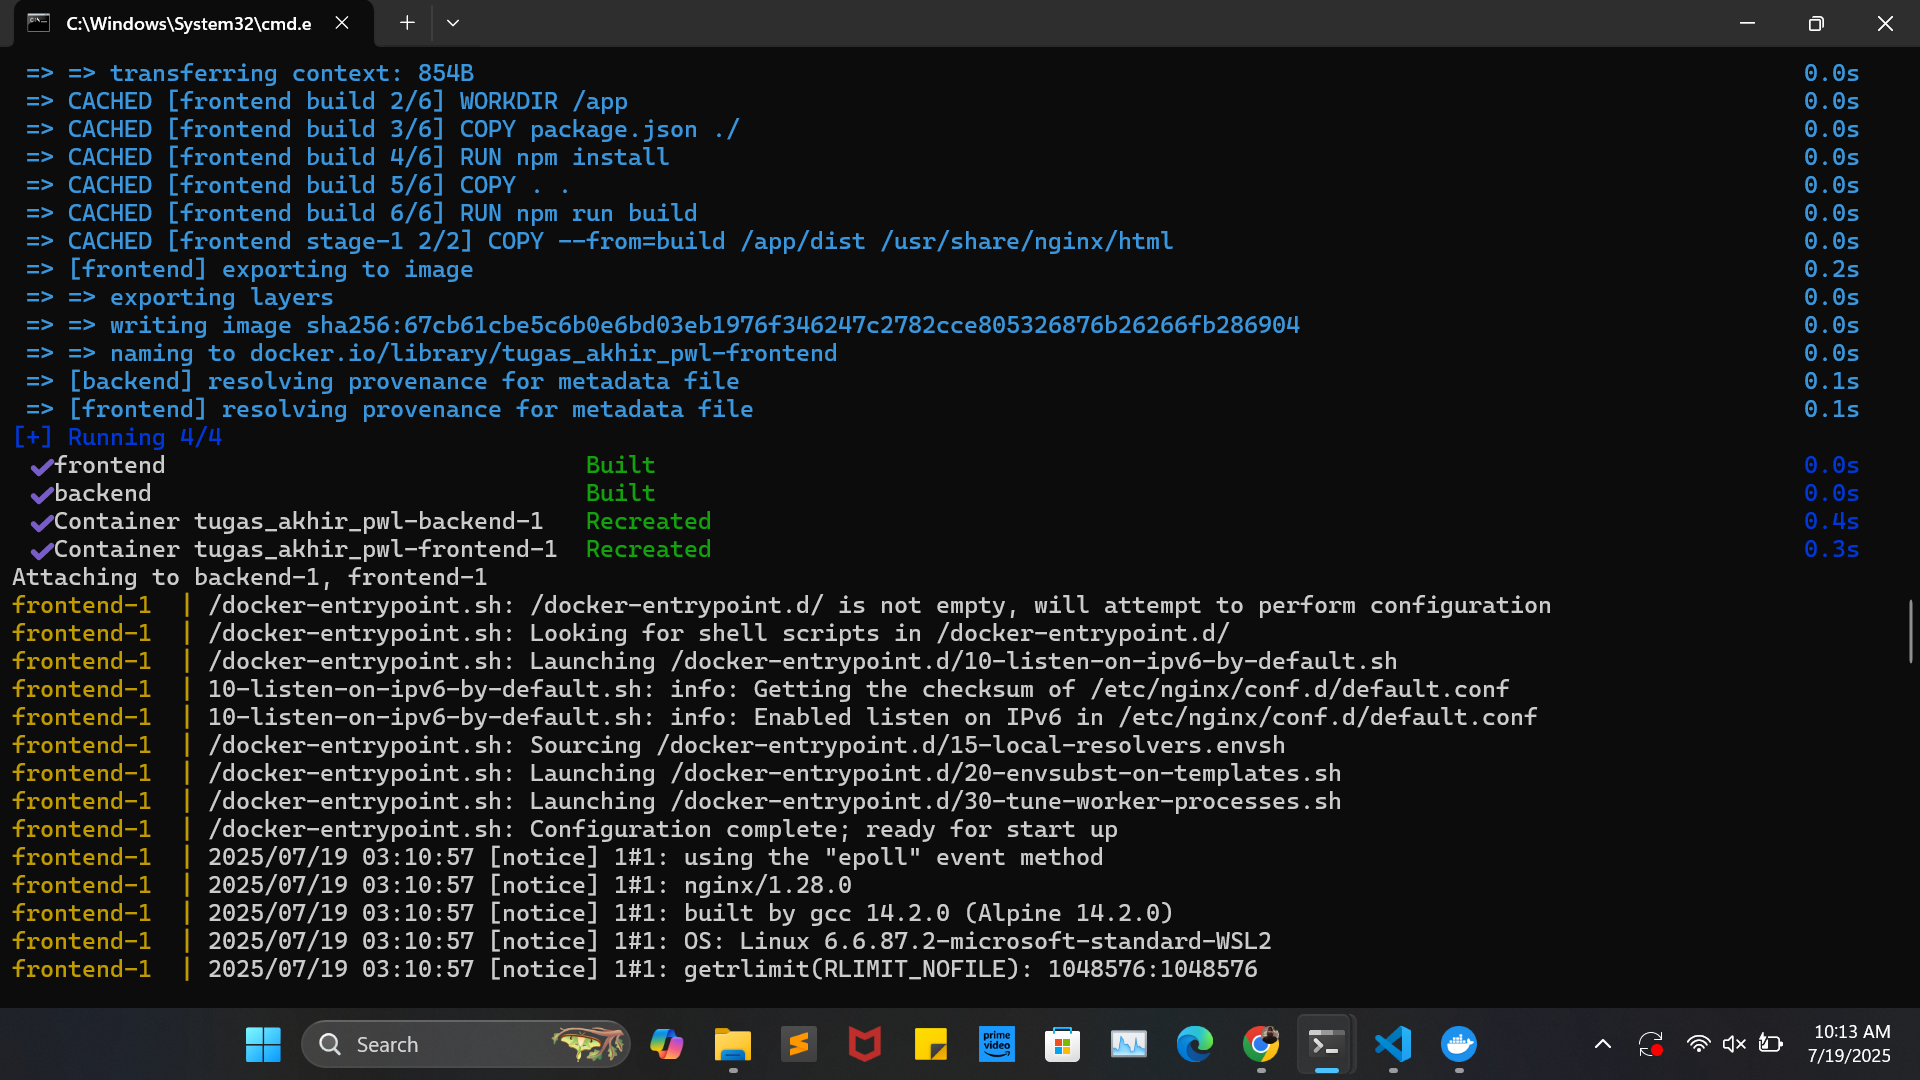 C:\Windows\System32\cmd.e
=> => transferring context: 854B 0.0s
=> CACHED [frontend build 2/6] WORKDIR /app 0.0s
=> CACHED [frontend build 3/6] COPY package.json ./ 0.0s
=> CACHED [frontend build 4/6] RUN npm install 0.0s
=> CACHED [frontend build 5/6] COPY . . 0.0s
=> CACHED [frontend build 6/6] RUN npm run build 0.0s
=> CACHED [frontend stage-1 2/2] COPY --from=build /app/dist /usr/share/nginx/html 0.0s
=> [frontend] exporting to image 0.2s
=> => exporting layers 0.0s
=> => writing image sha256:67cb61cbe5c6b0e6bd03eb1976f346247c2782cce805326876b26266fb286904 0.0s
=> => naming to docker.io/library/tugas_akhir_pwl-frontend 0.0s
=> [backend] resolving provenance for metadata file 0.1s
=> [frontend] resolving provenance for metadata file 0.1s
[+] Running 4/4
✔frontend Built 0.0s
✔backend Built 0.0s
✔Container tugas_akhir_pwl-backend-1 Recreated 0.4s
✔Container tugas_akhir_pwl-frontend-1 Recreated 0.3s
Attaching to backend-1, frontend-1
frontend-1 | /docker-entrypoint.sh: /docker-entrypoint.d/ is not empty, will attempt to perform configuration
frontend-1 | /docker-entrypoint.sh: Looking for shell scripts in /docker-entrypoint.d/
frontend-1 | /docker-entrypoint.sh: Launching /docker-entrypoint.d/10-listen-on-ipv6-by-default.sh
frontend-1 | 10-listen-on-ipv6-by-default.sh: info: Getting the checksum of /etc/nginx/conf.d/default.conf
frontend-1 | 10-listen-on-ipv6-by-default.sh: info: Enabled listen on IPv6 in /etc/nginx/conf.d/default.conf
frontend-1 | /docker-entrypoint.sh: Sourcing /docker-entrypoint.d/15-local-resolvers.envsh
frontend-1 | /docker-entrypoint.sh: Launching /docker-entrypoint.d/20-envsubst-on-templates.sh
frontend-1 | /docker-entrypoint.sh: Launching /docker-entrypoint.d/30-tune-worker-processes.sh
frontend-1 | /docker-entrypoint.sh: Configuration complete; ready for start up
frontend-1 | 2025/07/19 03:10:57 [notice] 1#1: using the "epoll" event method
frontend-1 | 2025/07/19 03:10:57 [notice] 1#1: nginx/1.28.0
frontend-1 | 2025/07/19 03:10:57 [notice] 1#1: built by gcc 14.2.0 (Alpine 14.2.0)
frontend-1 | 2025/07/19 03:10:57 [notice] 1#1: OS: Linux 6.6.87.2-microsoft-standard-WSL2
frontend-1 | 2025/07/19 03:10:57 [notice] 1#1: getrlimit(RLIMIT_NOFILE): 1048576:1048576
Search
prime video
10:13 AM
7/19/2025